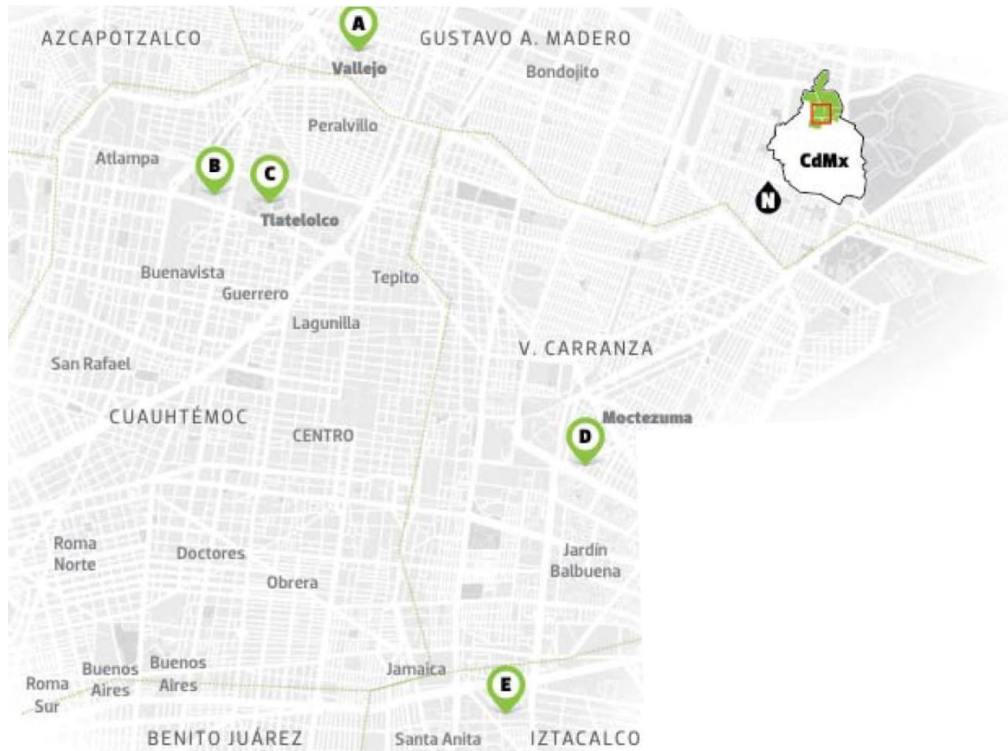 A
AZCAPOTZALCO
GUSTAVO A. MADERO
Vallejo
Bondojito
Peralvillo
Atlampa
B
C
CdMx
N
Tlatelolco
Buenavista
Tepito
Guerrero
Lagunilla
V. CARRANZA
San Rafael
CUAUHTÉMOC
Moctezuma
CENTRO
D
Roma
Norte
Doctores
Jardín
Balbuena
Obrera
Buenos
Aires
Buenos
Aires
Jamaica
Roma
Sur
E
BENITO JUÁREZ
Santa Anita
IZTACALCO